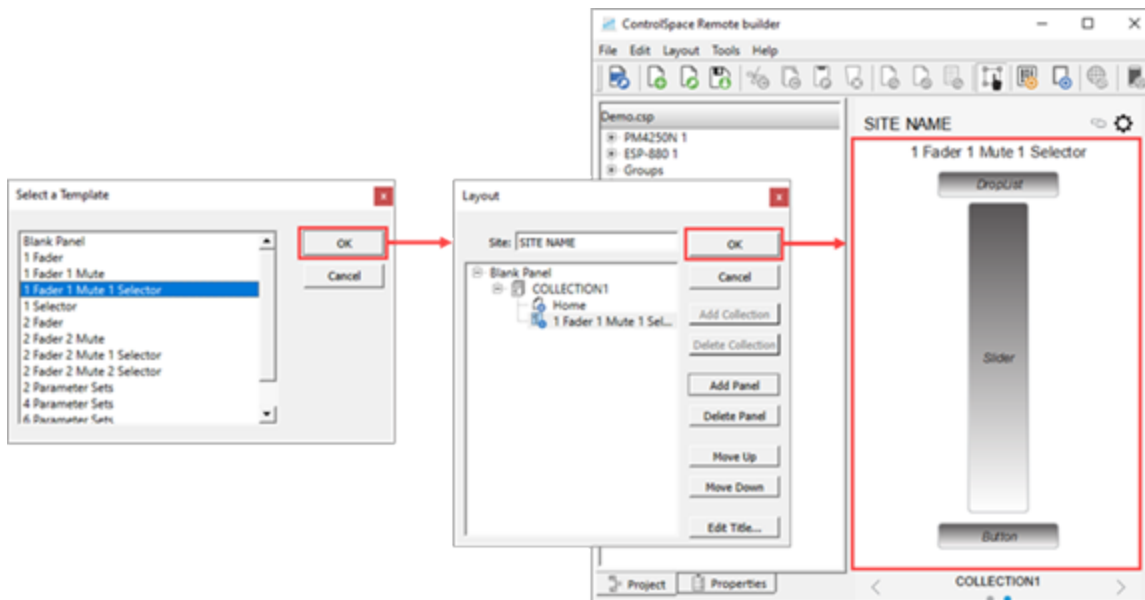 Select a Template
Blank Panel
1 Fader
1 Fader 1 Mute
1 Fader 1 Mute 1 Selector
1 Selector
2 Fader
2 Fader 2 Mute
2 Fader 2 Mute 1 Selector
2 Fader 2 Mute 2 Selector
2 Parameter Sets
4 Parameter Sets
6 Parameter Sets
OK
Cancel
Layout
Site: SITE NAME
Blank Panel
COLLECTION1
Home
1 Fader 1 Mute 1 Sel...
OK
Cancel
Add Collection
Delete Collection
Add Panel
Delete Panel
Move Up
Move Down
Edit Title...
ControlSpace Remote builder
File Edit Layout Tools Help
Demo.csp
PM4250N 1
ESP-880 1
Groups
Project Properties
SITE NAME
1 Fader 1 Mute 1 Selector
DropList
Slider
Button
COLLECTION1